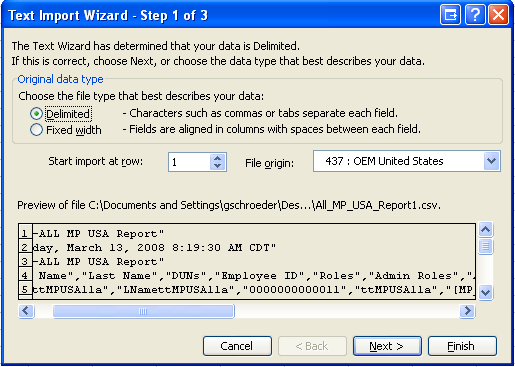 Text Import Wizard - Step 1 of 3
The Text Wizard has determined that your data is Delimited.
If this is correct, choose Next, or choose the data type that best describes your data.
Original data type
Choose the file type that best describes your data:
Delimited - Characters such as commas or tabs separate each field.
Fixed width - Fields are aligned in columns with spaces between each field.
Start import at row: 1 File origin: 437 : OEM United States
Preview of file C:\Documents and Settings\gschroeder\Des...\All_MP_USA_Report1.csv.
1 -ALL MP USA Report"
2 day, March 13, 2008 8:19:30 AM CDT"
3 -ALL MP USA Report"
4 Name","Last Name","DUNs","Employee ID","Roles","Admin Roles","
5 ttMPUSA11a","LNamettMPUSA11a","0000000000011","ttMPUSA11a","[MP
Cancel < Back Next > Finish